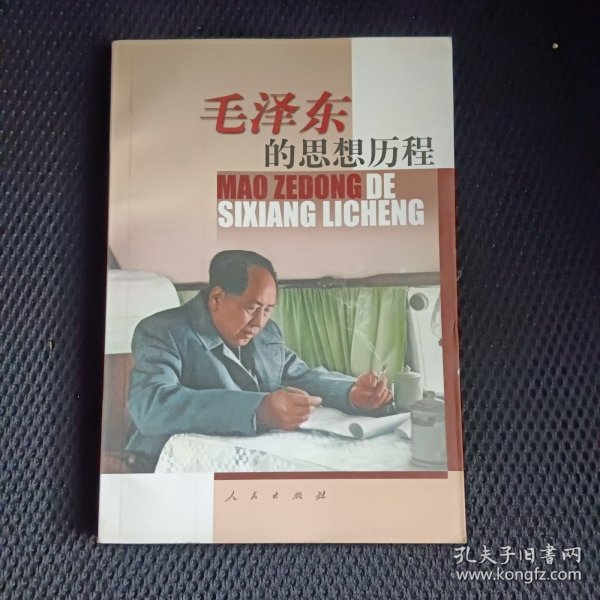 毛泽东
的思想历程
MAO ZEDONG DE
SIXIANG LICHENG
人民出版社
孔夫子旧書网
www.kongfz.com